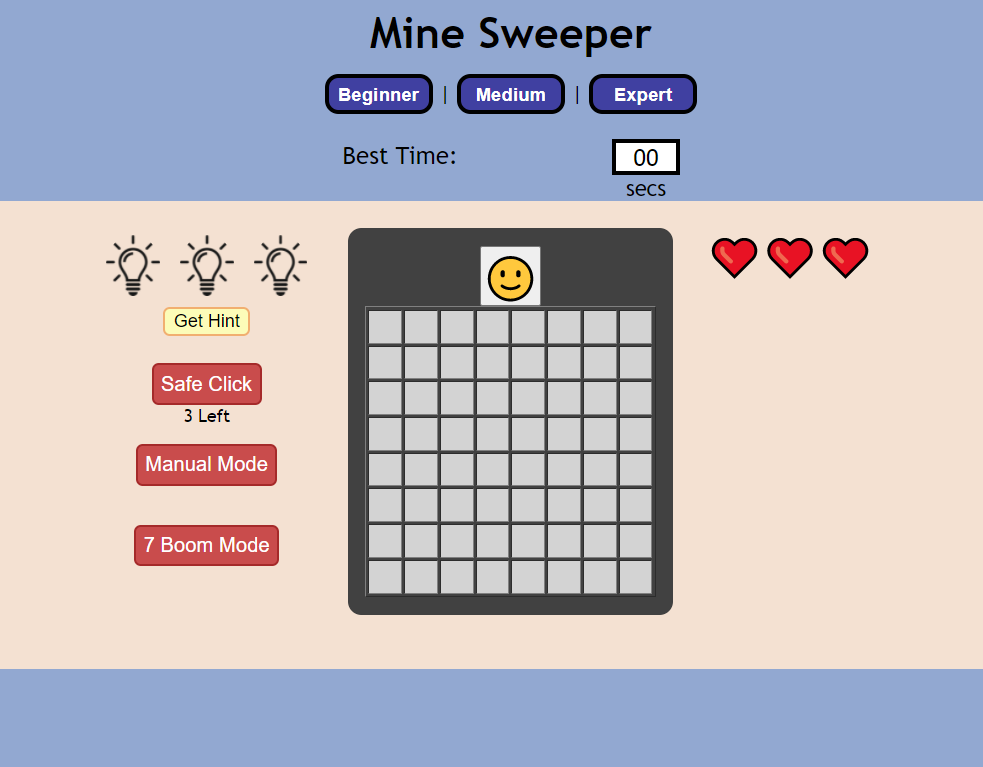 Mine Sweeper
Beginner | Medium | Expert
Best Time: 00
secs
Get Hint
Safe Click
3 Left
Manual Mode
7 Boom Mode